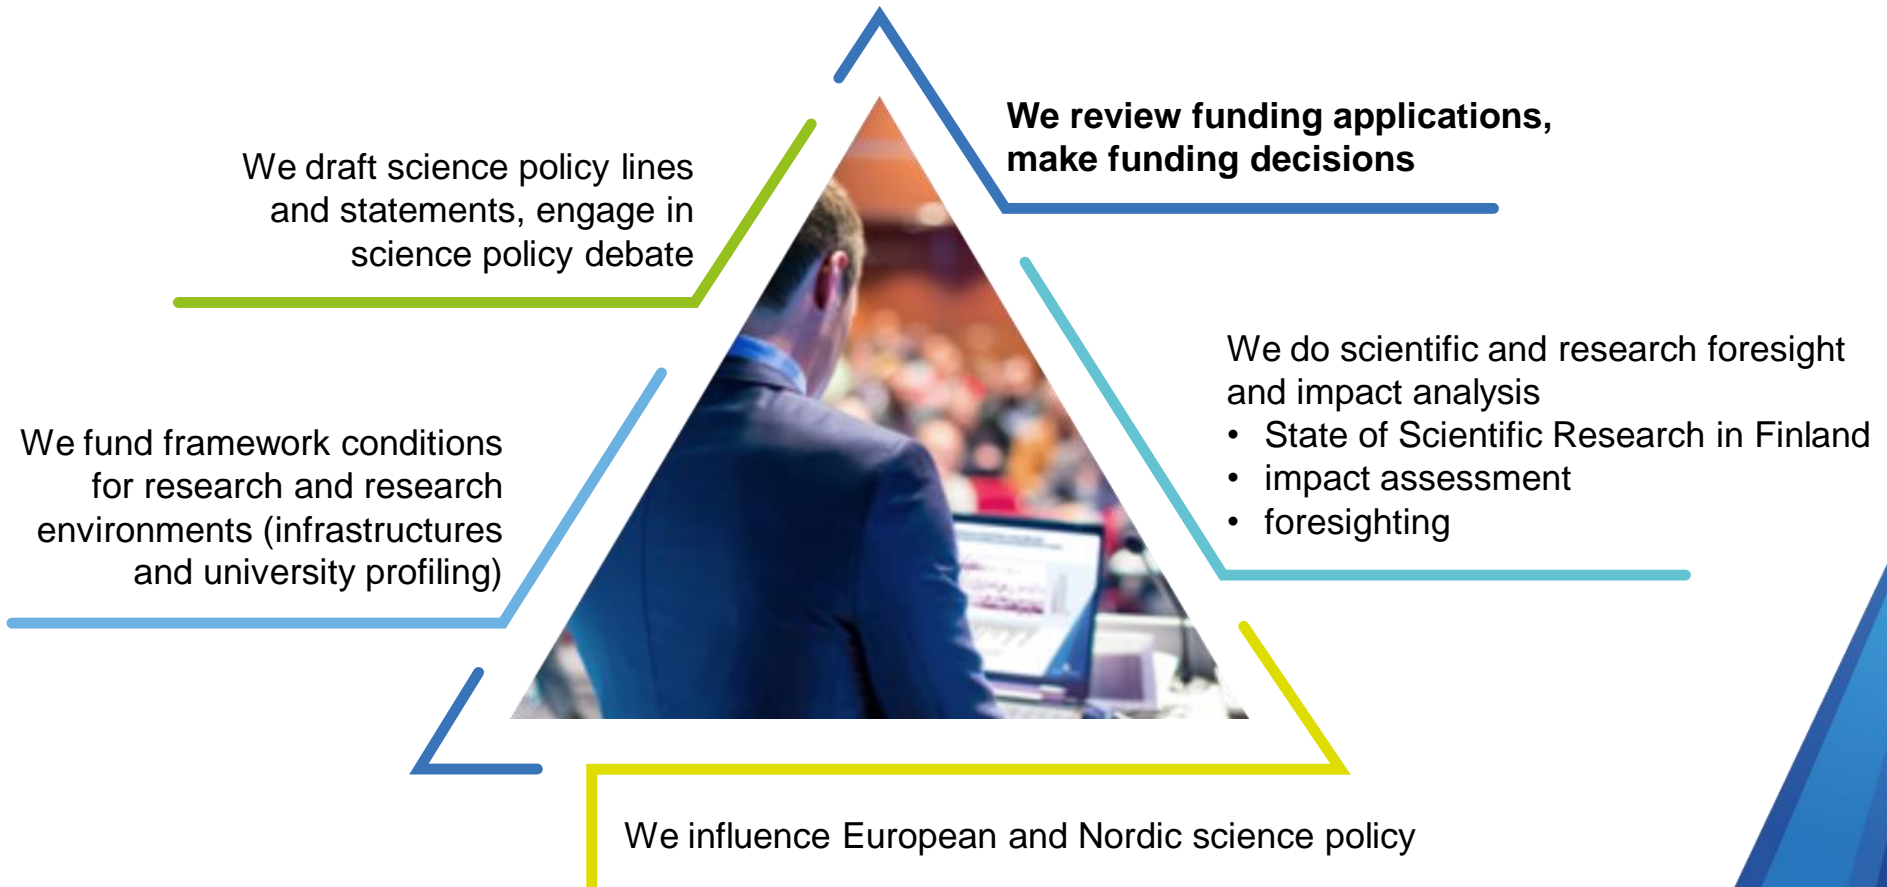 We review funding applications,
make funding decisions
We draft science policy lines
and statements, engage in
science policy debate
We do scientific and research foresight
and impact analysis
• State of Scientific Research in Finland
• impact assessment
• foresighting
We fund framework conditions
for research and research
environments (infrastructures
and university profiling)
We influence European and Nordic science policy